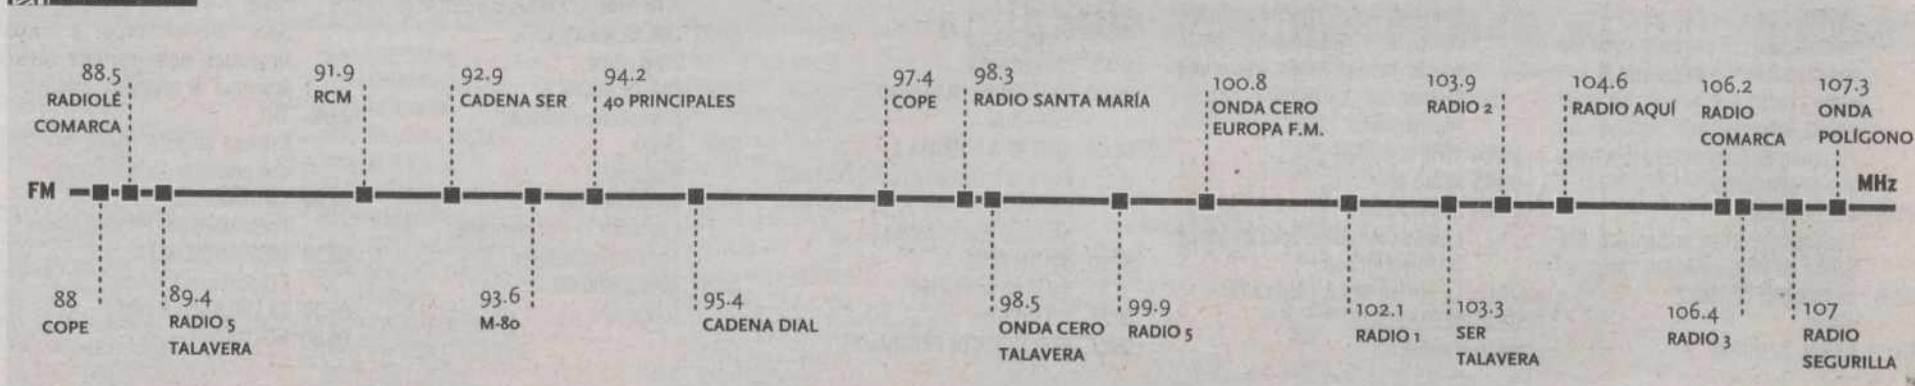 88.5
RADIOLÉ
COMARCA
91.9
RCM
92.9
CADENA SER
94.2
40 PRINCIPALES
97.4
COPE
98.3
RADIO SANTA MARÍA
100.8
ONDA CERO
EUROPA F.M.
103.9
RADIO 2
104.6
RADIO AQUÍ
106.2
RADIO
COMARCA
107.3
ONDA
POLÍGONO
FM
MHz
88
COPE
89.4
RADIO 5
TALAVERA
93.6
M-80
95.4
CADENA DIAL
98.5
ONDA CERO
TALAVERA
99.9
RADIO 5
102.1
RADIO 1
103.3
SER
TALAVERA
106.4
RADIO 3
107
RADIO
SEGURILLA